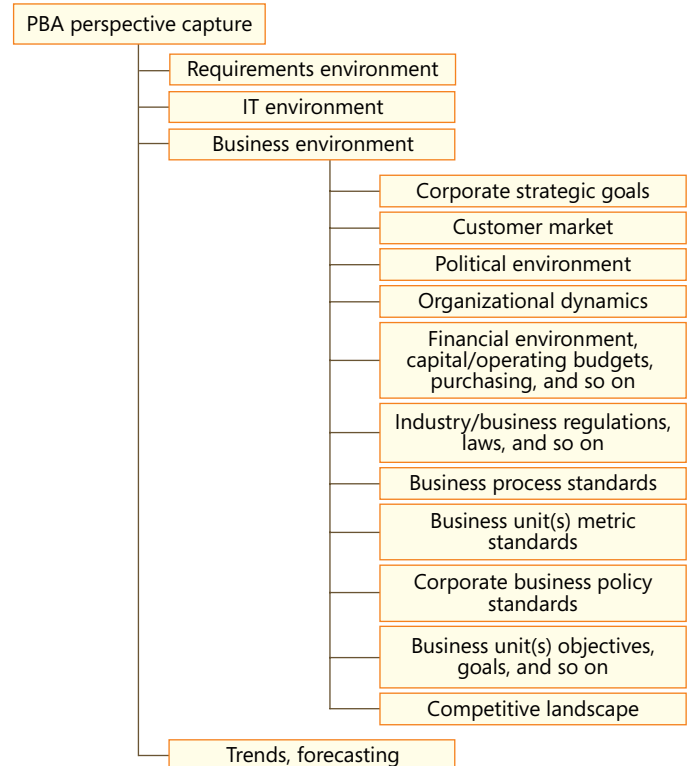 PBA perspective capture
Requirements environment
IT environment
Business environment
Corporate strategic goals
Customer market
Political environment
Organizational dynamics
Financial environment,
capital/operating budgets,
purchasing, and so on
Industry/business regulations,
laws, and so on
Business process standards
Business unit(s) metric
standards
Corporate business policy
standards
Business unit(s) objectives,
goals, and so on
Competitive landscape
Trends, forecasting